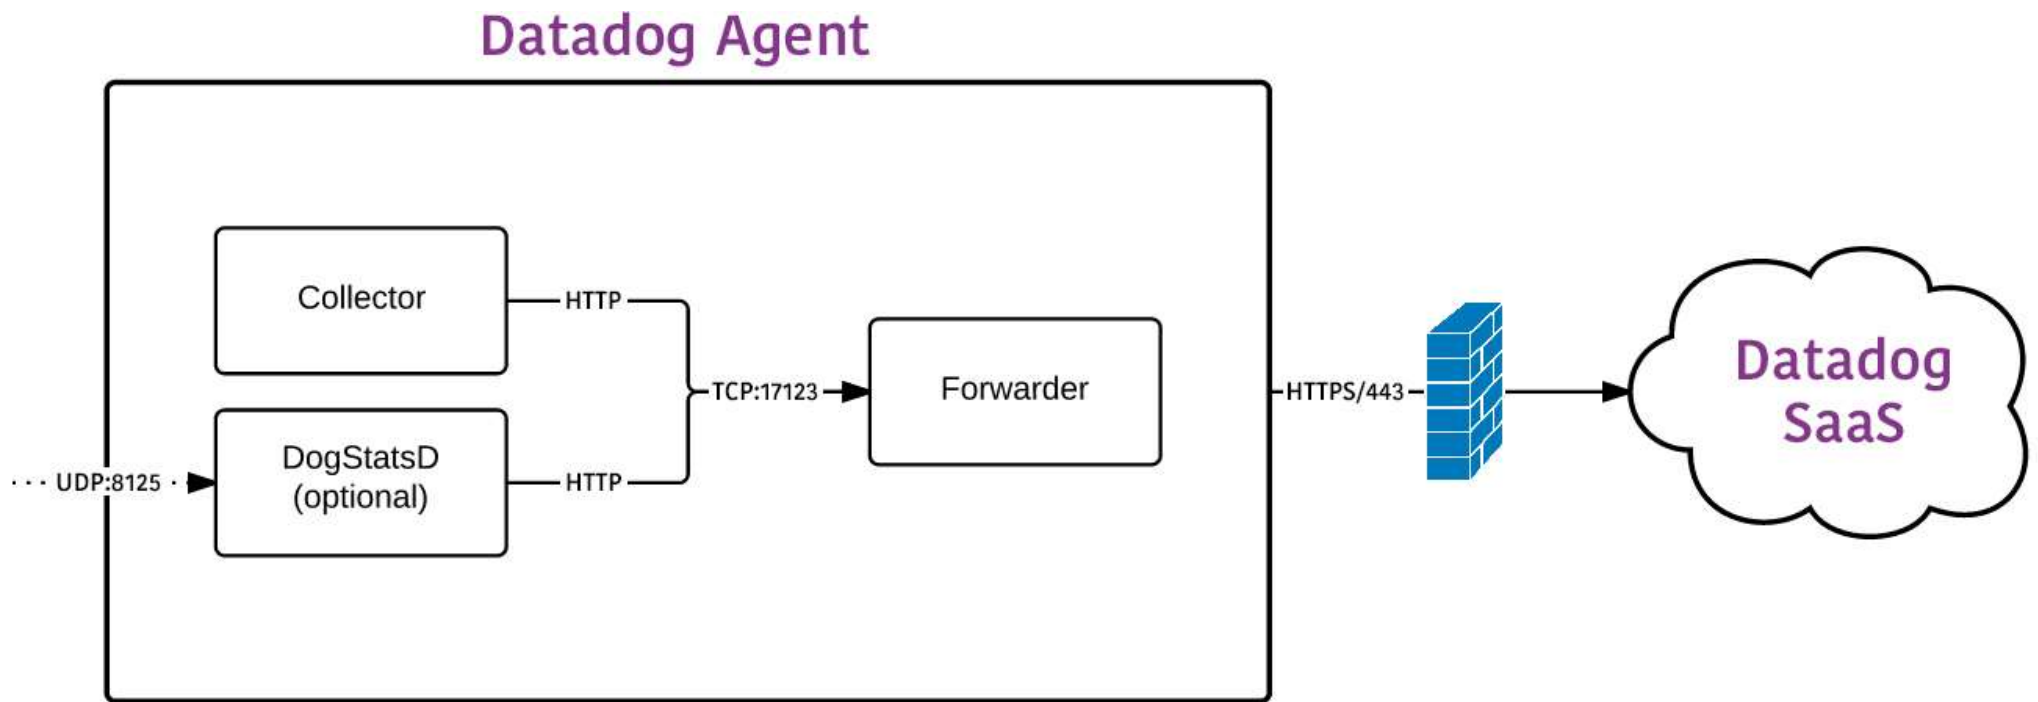 Datadog Agent
Collector
HTTP
TCP:17123
Forwarder
HTTPS/443
Datadog
SaaS
UDP:8125
DogStatsD
(optional)
HTTP